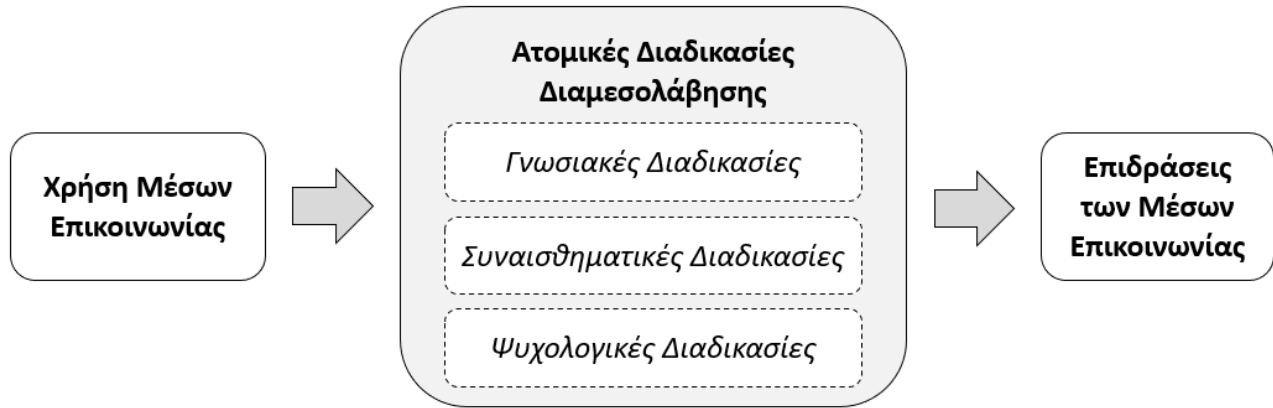 Χρήση Μέσων
Επικοινωνίας
Ατομικές Διαδικασίες
Διαμεσολάβησης
Γνωσιακές Διαδικασίες
Συναισθηματικές Διαδικασίες
Ψυχολογικές Διαδικασίες
Επιδράσεις
των Μέσων
Επικοινωνίας